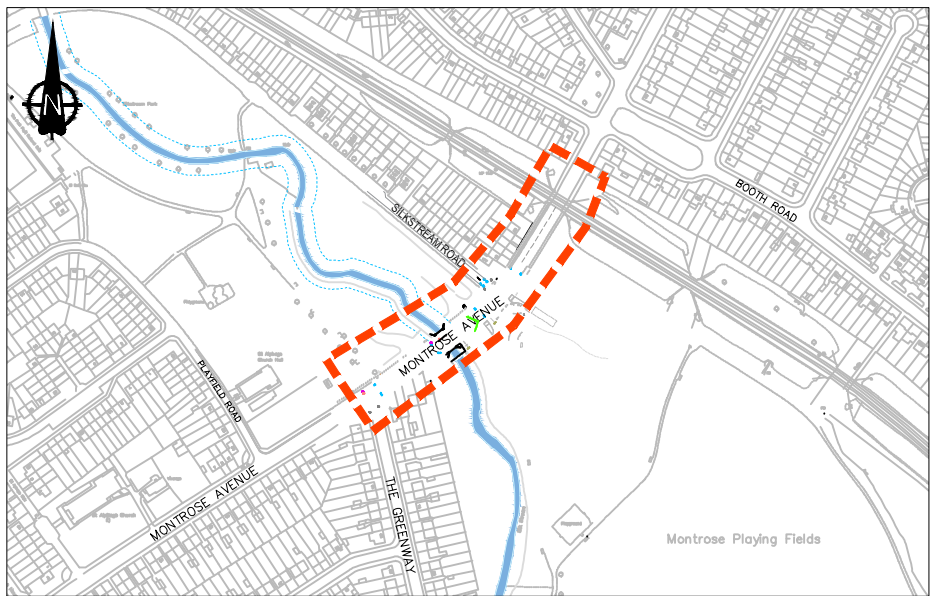 N
BOOTH ROAD
SILKSTREAM ROAD
MONTROSE AVENUE
PLAYFIELD ROAD
MONTROSE AVENUE
THE GREENWAY
Montrose Playing Fields